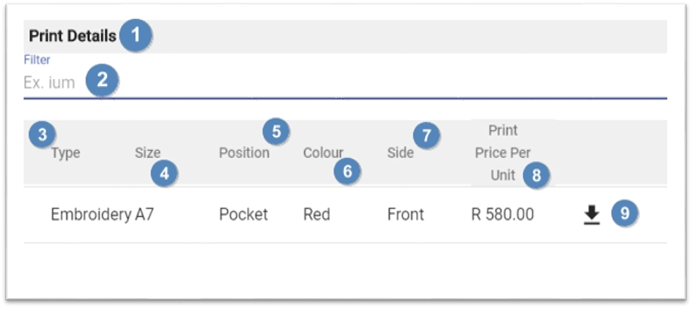 Print Details 1
Filter
Ex. ium 2
3 Type Size 4 Position 5 Colour 6 Side 7 Print
Price Per
Unit 8
Embroidery A7 Pocket Red Front R 580.00 9